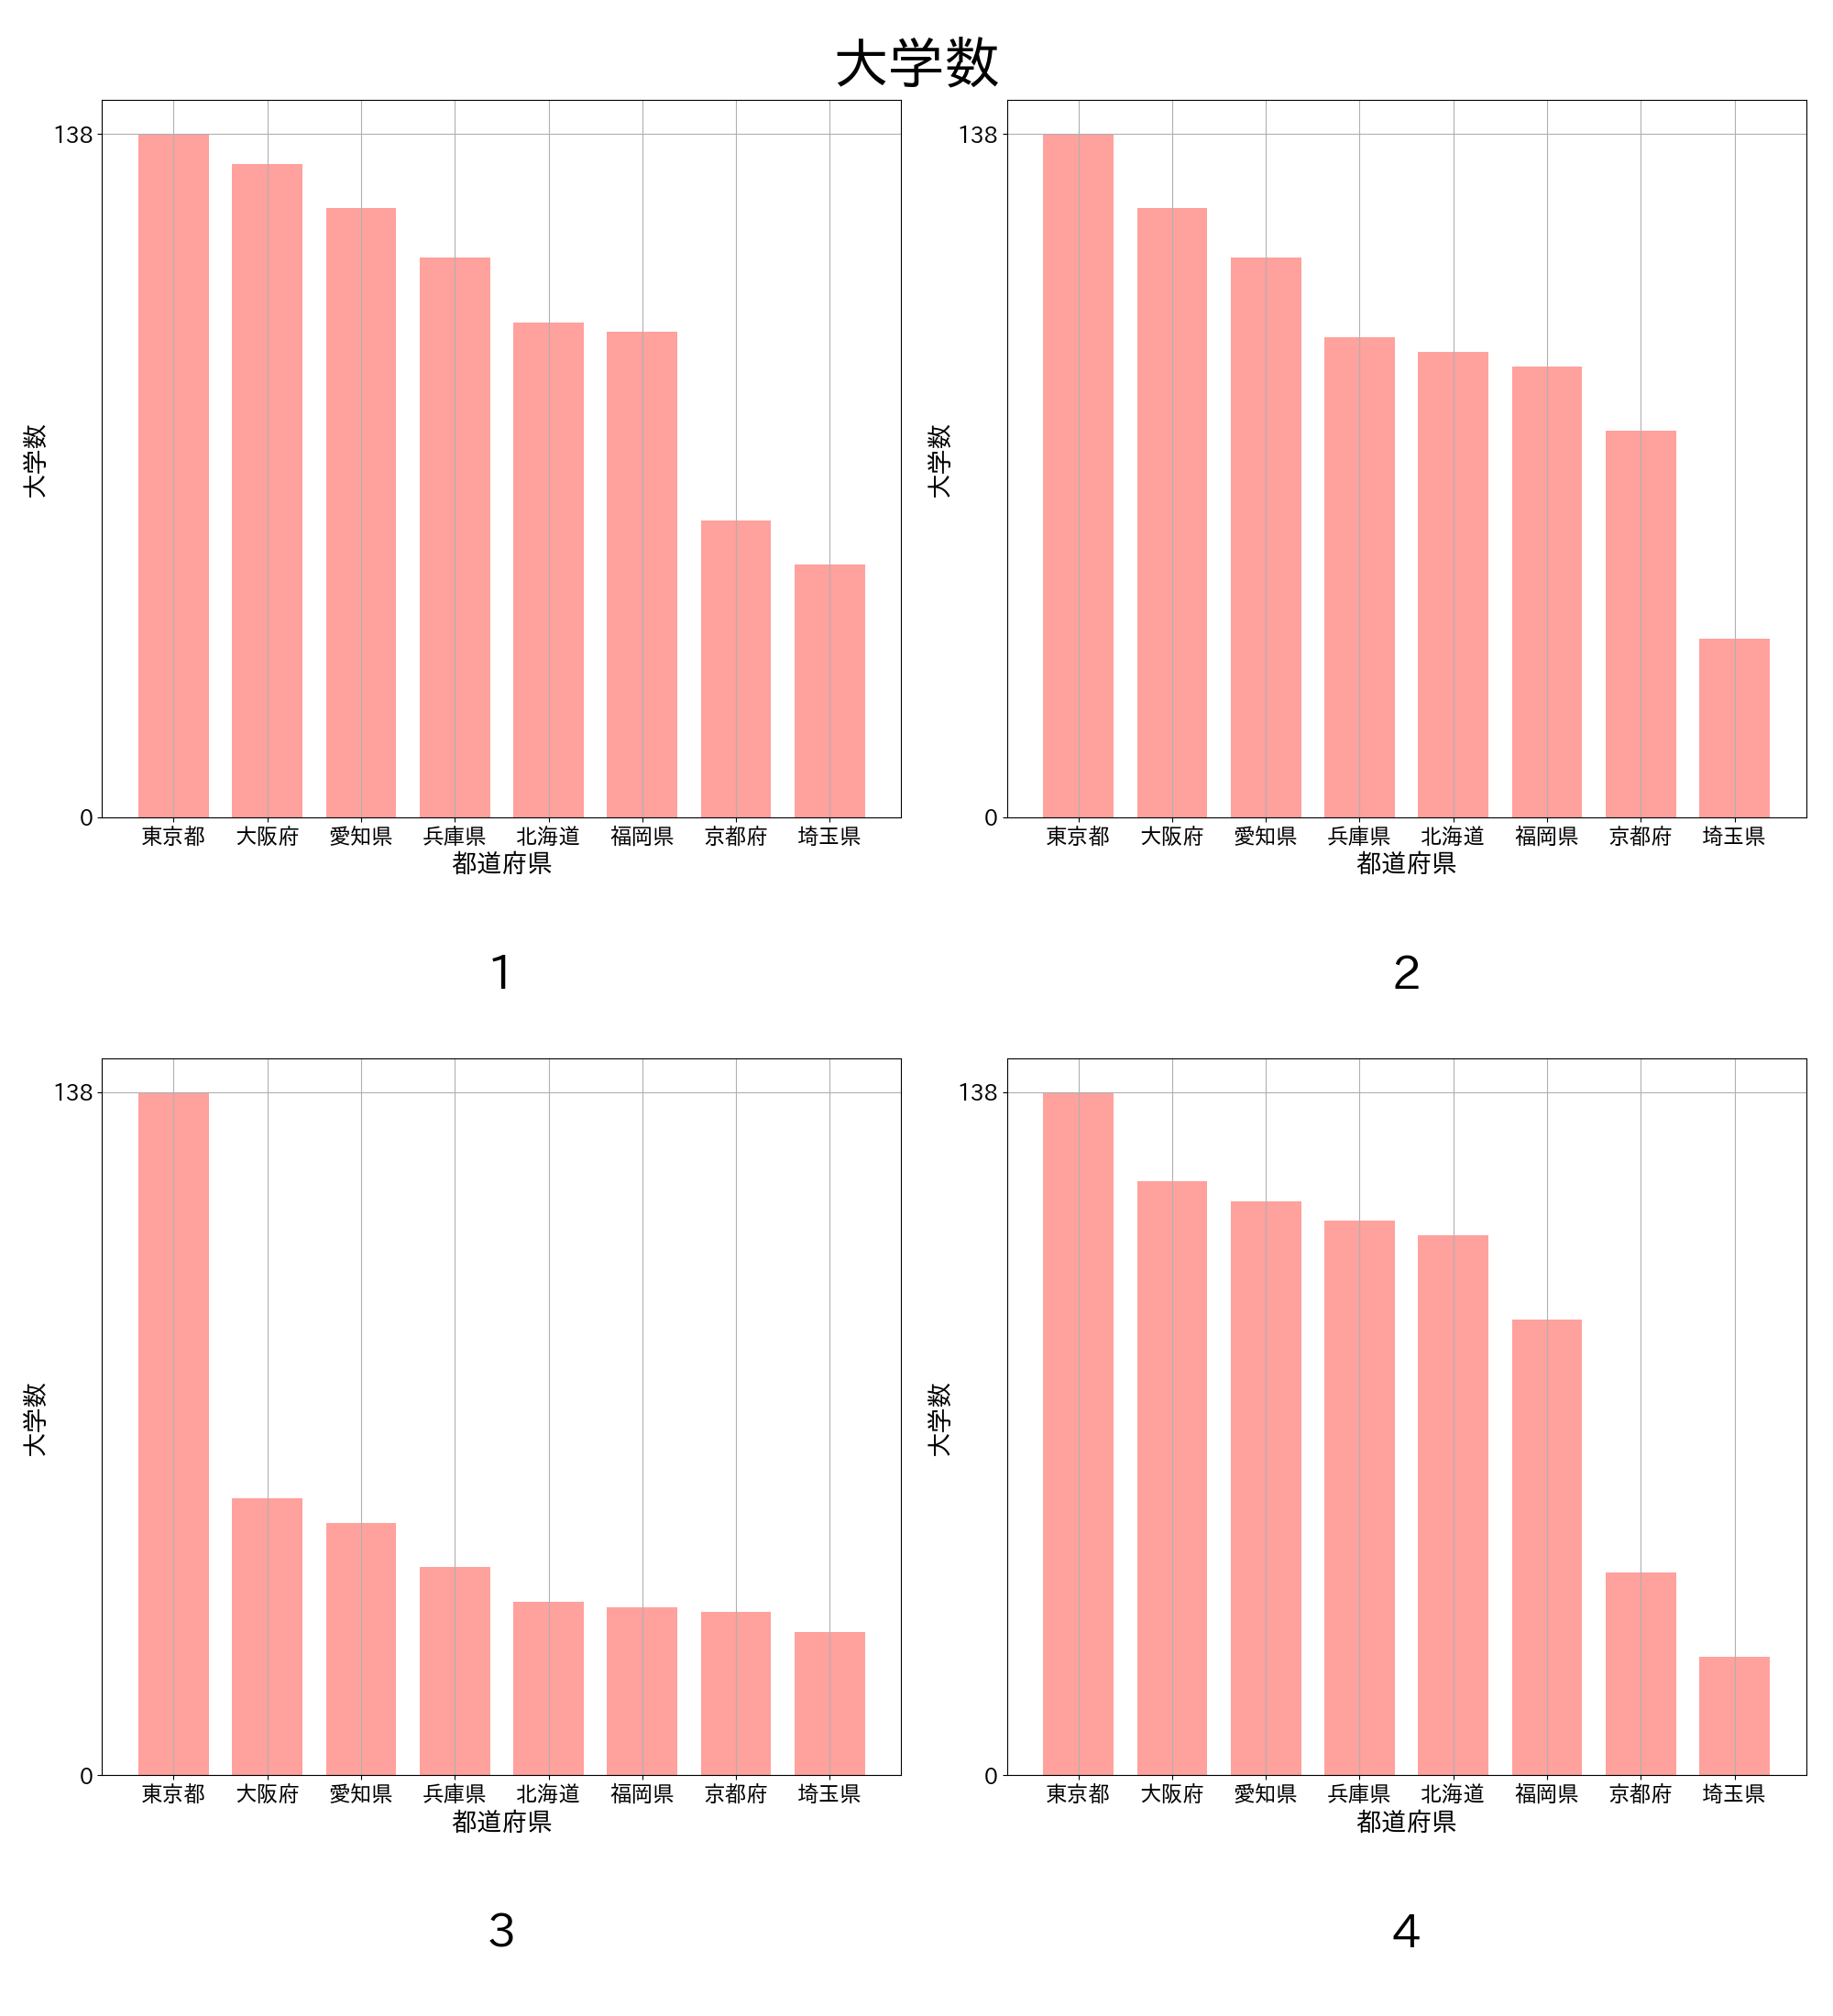 大学数
138
0
大学数
東京都 大阪府 愛知県 兵庫県 北海道 福岡県 京都府 埼玉県
都道府県
1
138
0
大学数
東京都 大阪府 愛知県 兵庫県 北海道 福岡県 京都府 埼玉県
都道府県
2
138
0
大学数
東京都 大阪府 愛知県 兵庫県 北海道 福岡県 京都府 埼玉県
都道府県
3
138
0
大学数
東京都 大阪府 愛知県 兵庫県 北海道 福岡県 京都府 埼玉県
都道府県
4